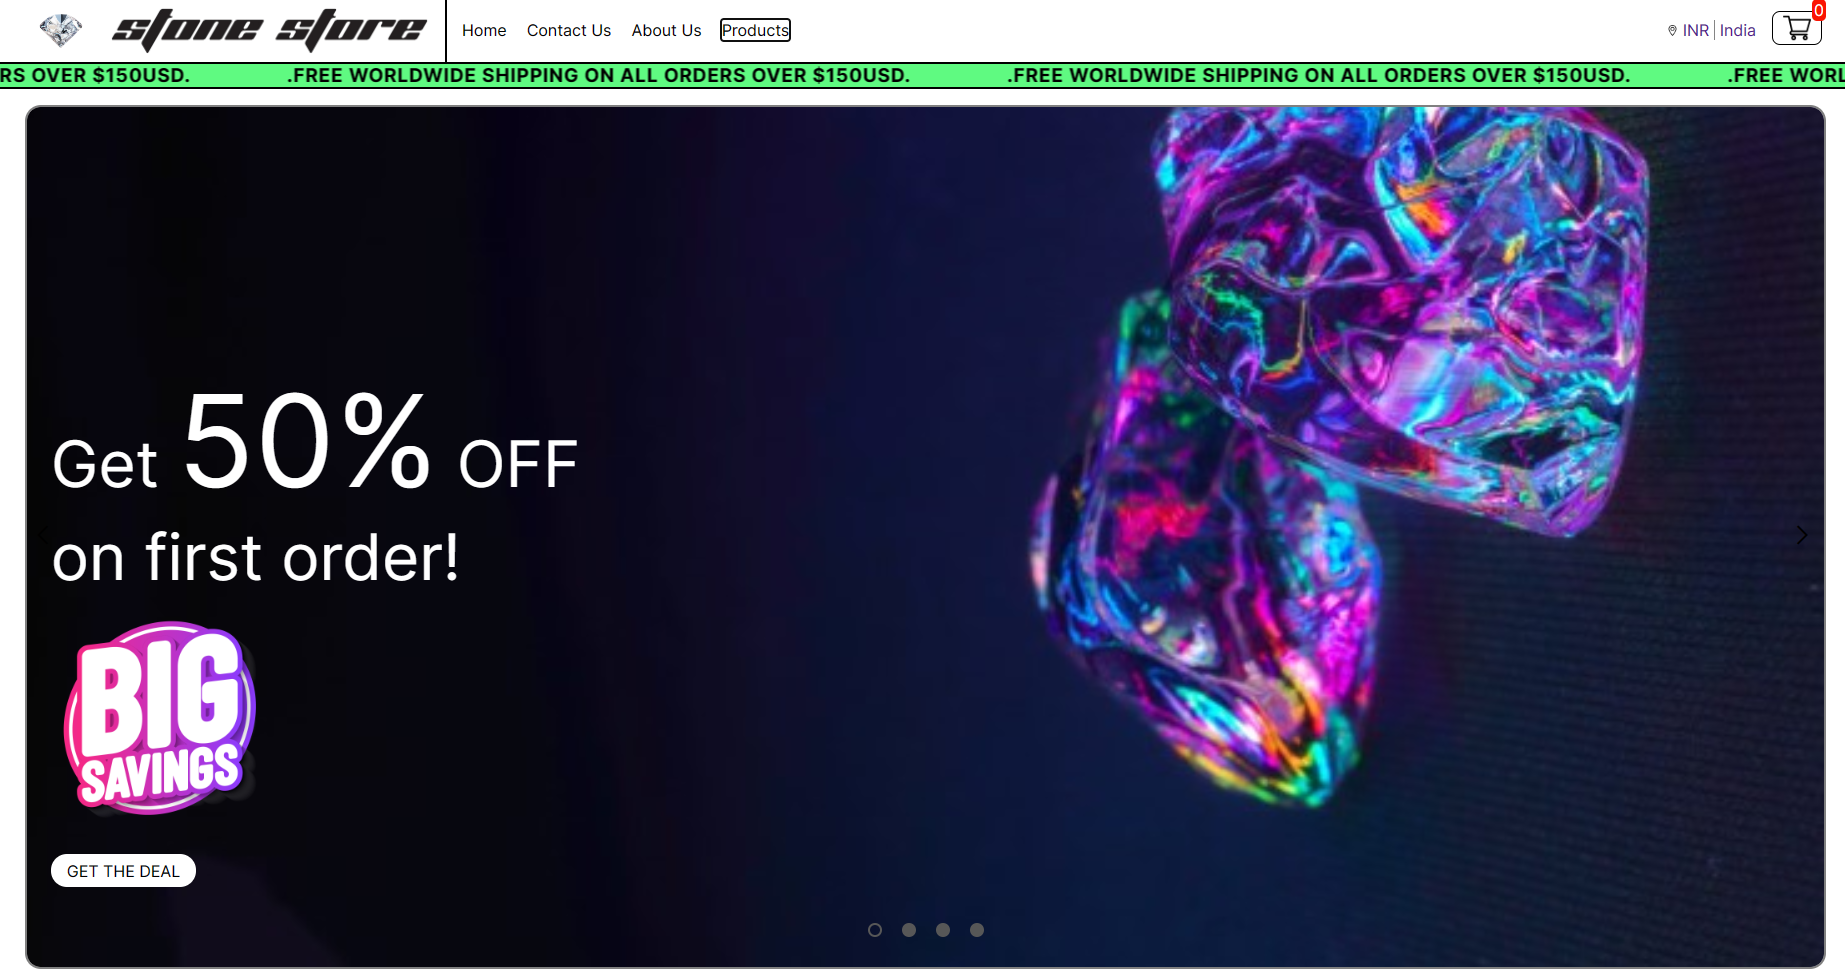 stone store
Home
Contact Us
About Us
Products
INR
India
0
RS OVER $150USD. .FREE WORLDWIDE SHIPPING ON ALL ORDERS OVER $150USD. .FREE WORLDWIDE SHIPPING ON ALL ORDERS OVER $150USD. .FREE WORL
Get 50% OFF
on first order!
BIG
SAVINGS
GET THE DEAL